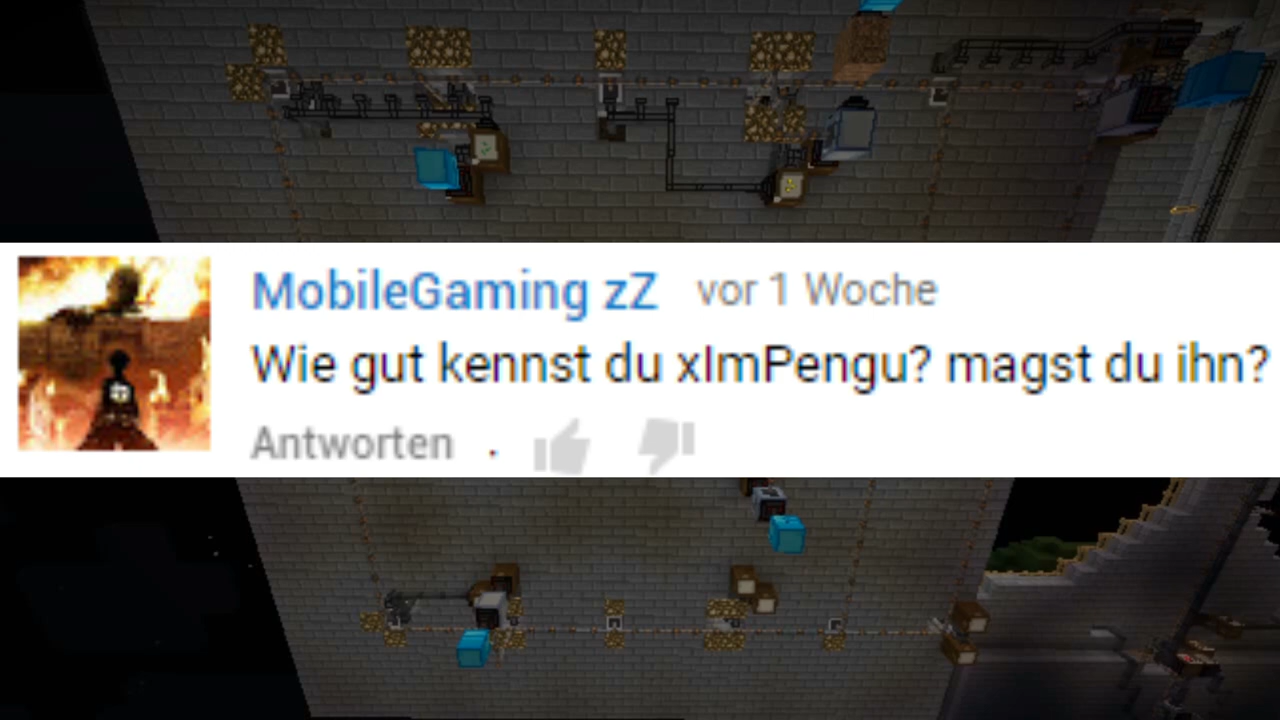 MobileGaming zZ vor 1 Woche
Wie gut kennst du xImPengu? magst du ihn?
Antworten .